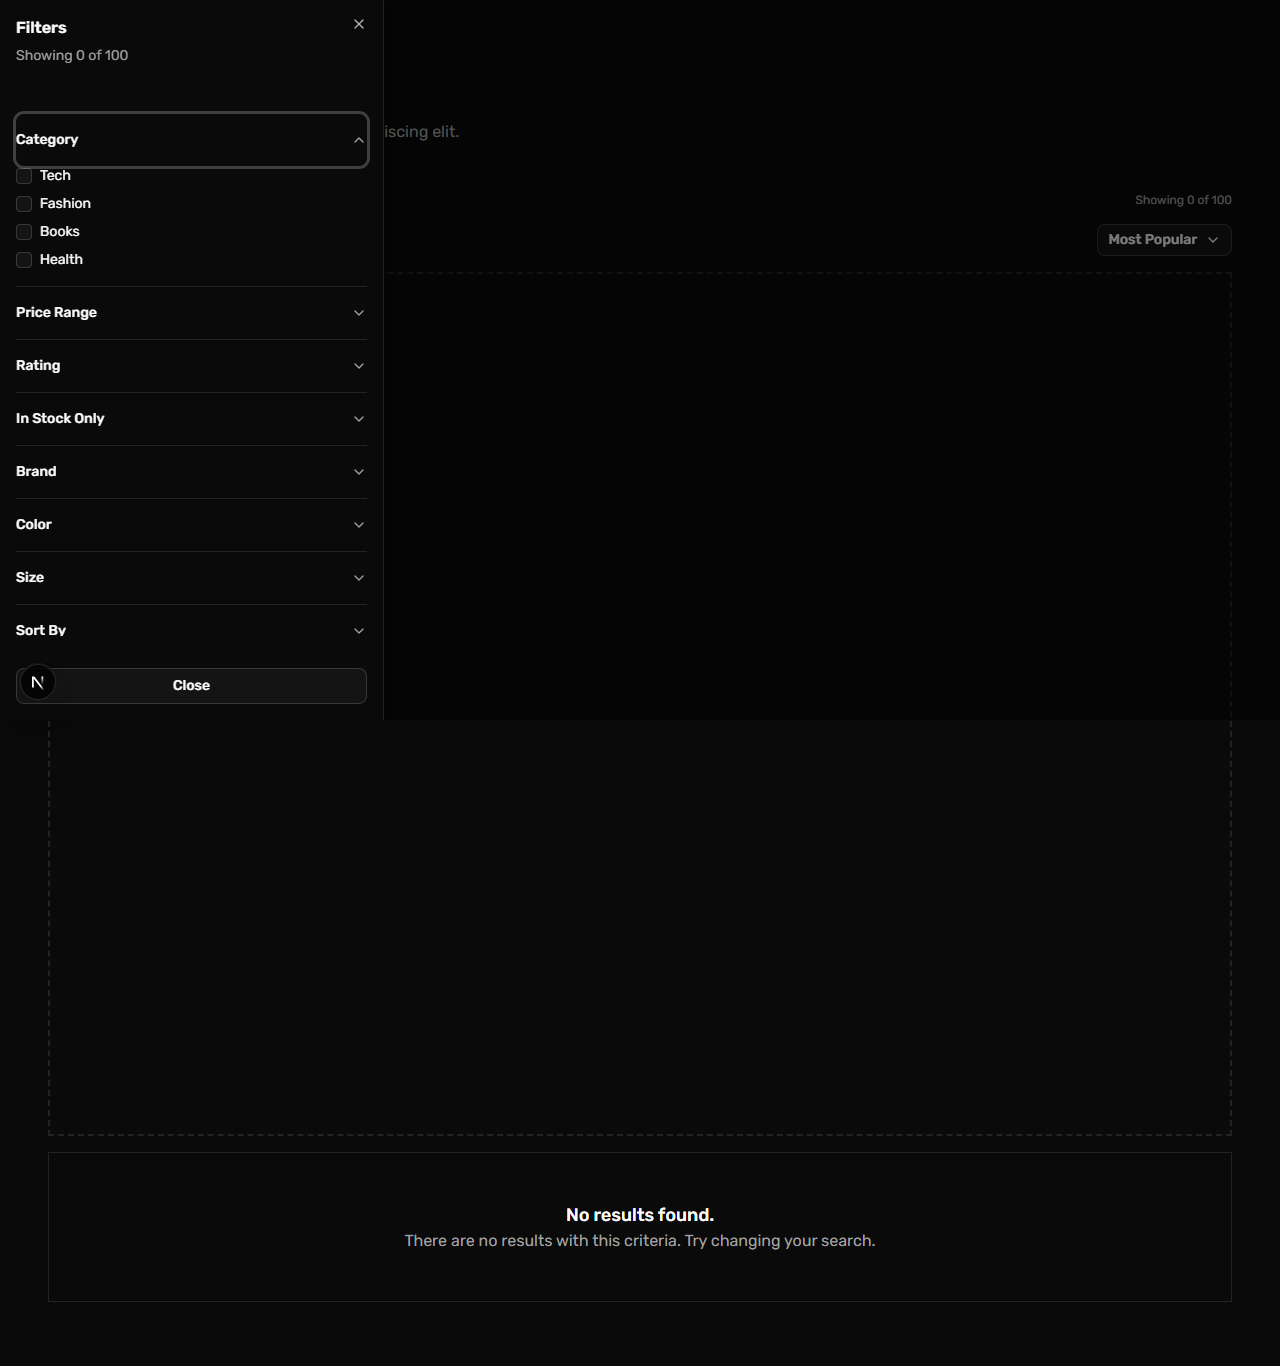 Filters
Showing 0 of 100
Category
Tech
Fashion
Books
Health
Price Range
Rating
In Stock Only
Brand
Color
Size
Sort By
Close
iscing elit.
Showing 0 of 100
Most Popular
No results found.
There are no results with this criteria. Try changing your search.